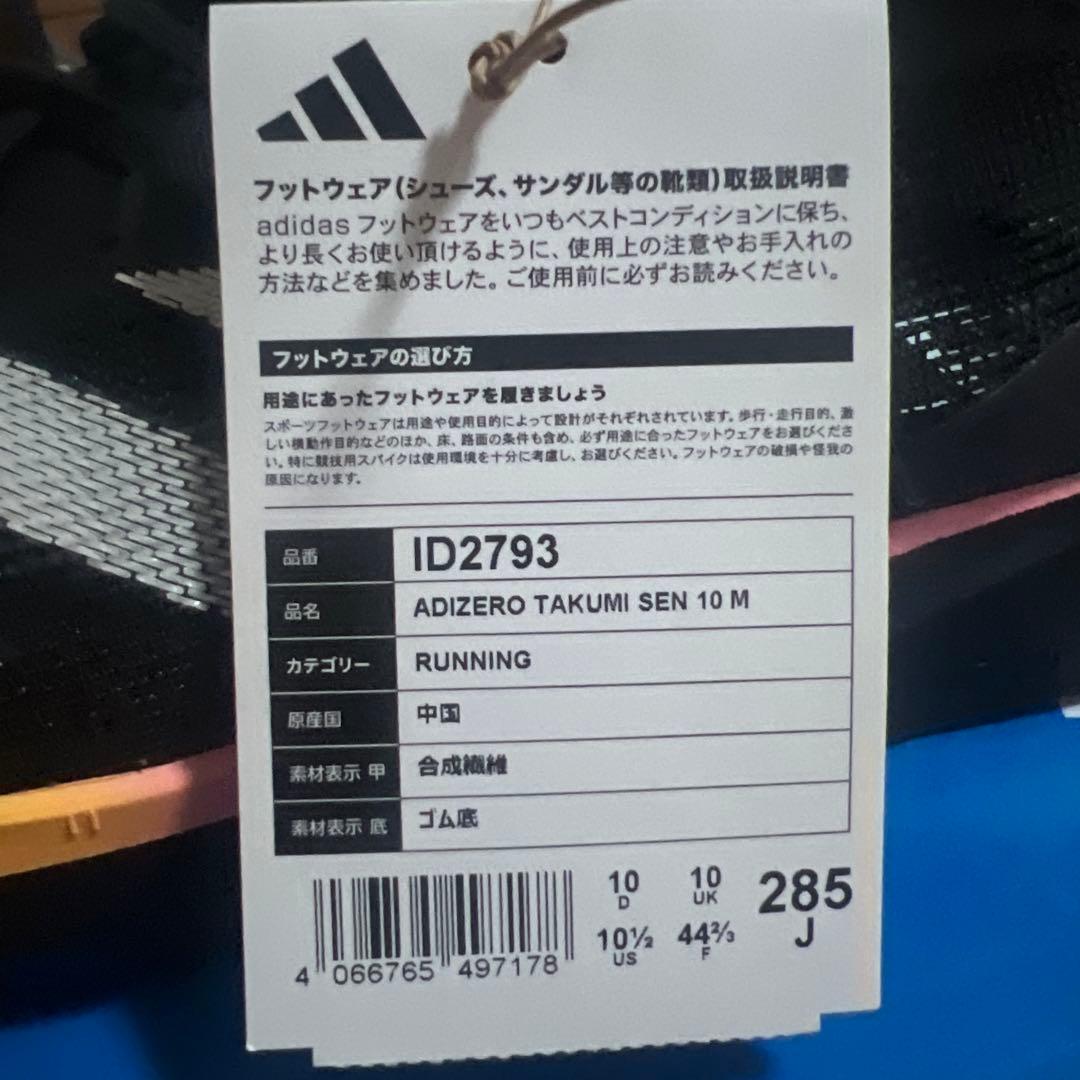 フットウェア(シューズ、サンダル等の靴類)取扱説明書
adidas フットウェアをいつもベストコンディションに保ち、
より長くお使い頂けるように、使用上の注意やお手入れの
方法などを集めました。ご使用前に必ずお読みください。
フットウェアの選び方
用途にあったフットウェアを履きましょう
スポーツフットウェアは用途や使用目的によって設計がそれぞれされています。歩行・走行目的、激
しい横動作目的などのほか、床、路面の条件も含め、必ず用途に合ったフットウェアをお選びくださ
い。特に競技用スパイクは使用環境を十分に考慮し、お選びください。フットウェアの破損や怪我の
原因になります。
品番 ID2793
品名 ADIZERO TAKUMI SEN 10 M
カテゴリー RUNNING
原産国 中国
素材表示 甲 合成繊維
素材表示 底 ゴム底
10 D 10 UK 285 J
10½ US 44⅔ F
4 066765 497178